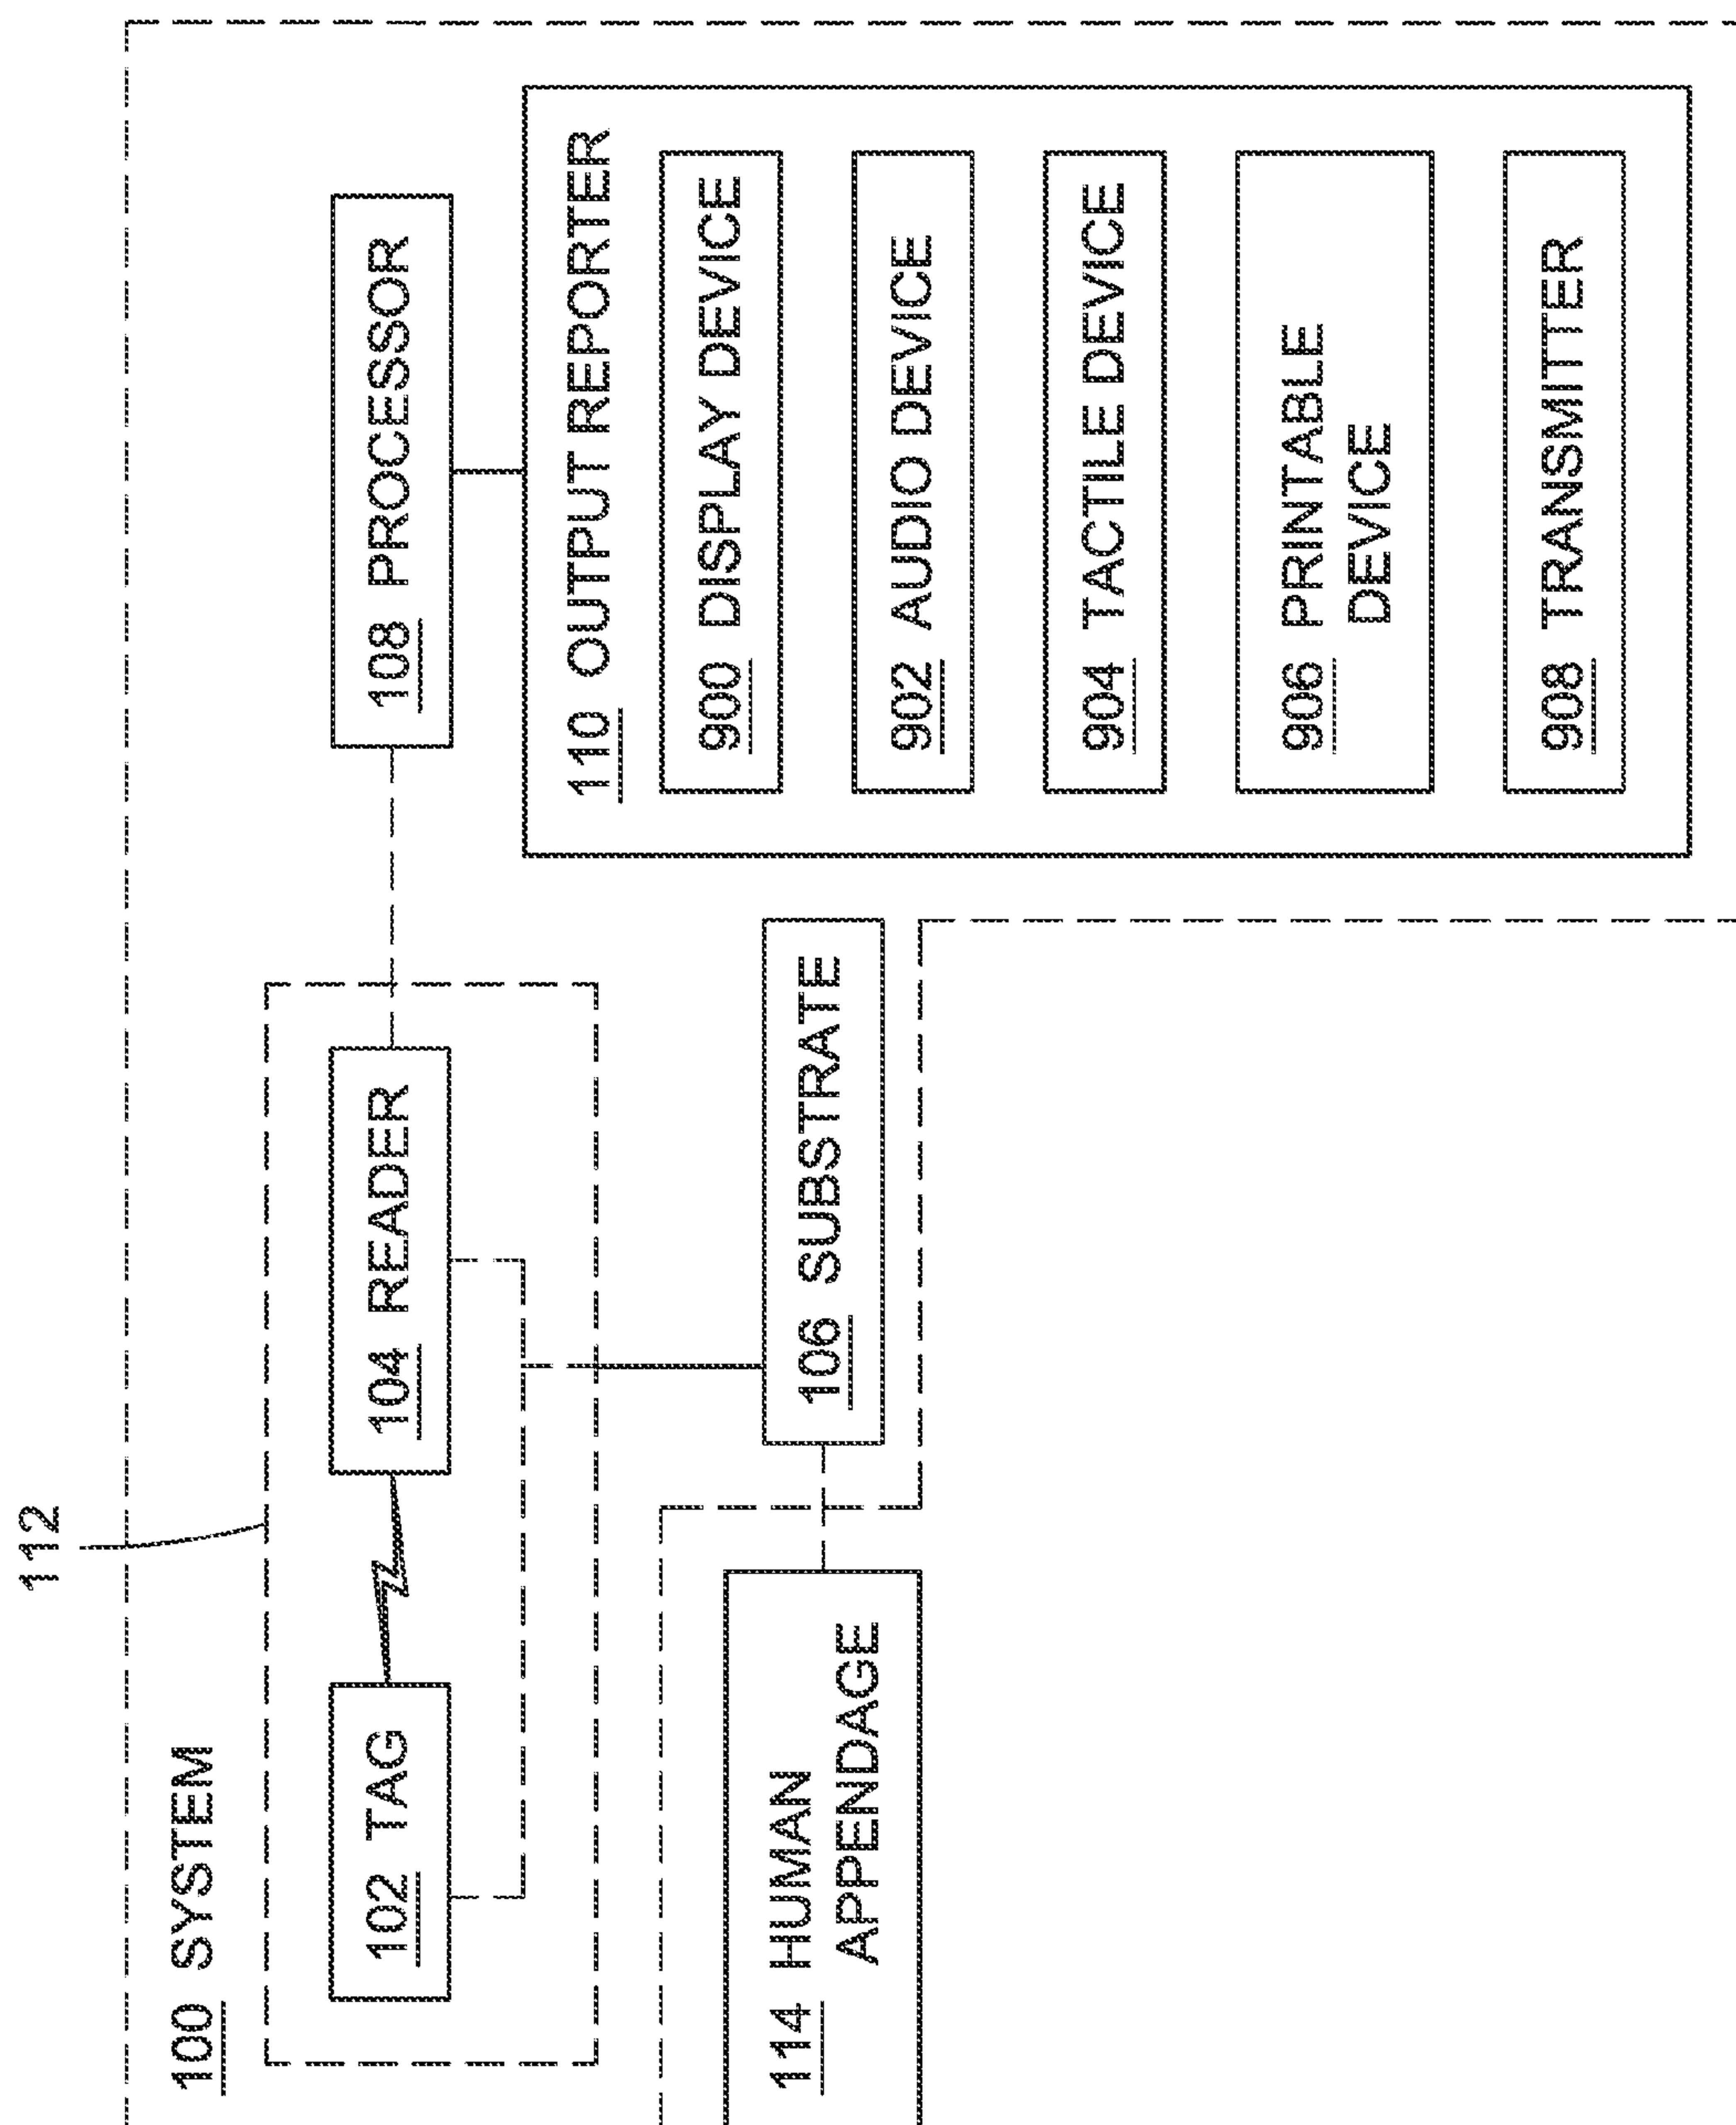 112
100 SYSTEM
102 TAG
104 READER
108 PROCESSOR
110 OUTPUT REPORTER
900 DISPLAY DEVICE
902 AUDIO DEVICE
904 TACTILE DEVICE
906 PRINTABLE
DEVICE
908 TRANSMITTER
106 SUBSTRATE
114 HUMAN
APPENDAGE